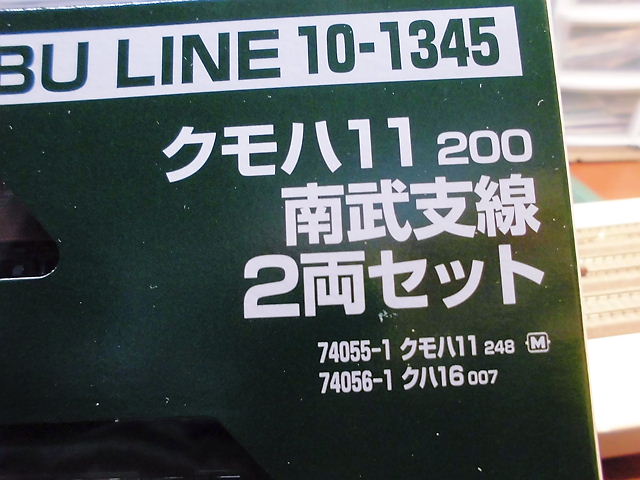 BU LINE 10-1345
クモハ11 200
南武支線
2両セット
74055-1 クモハ11 248 M
74056-1 クハ16 007